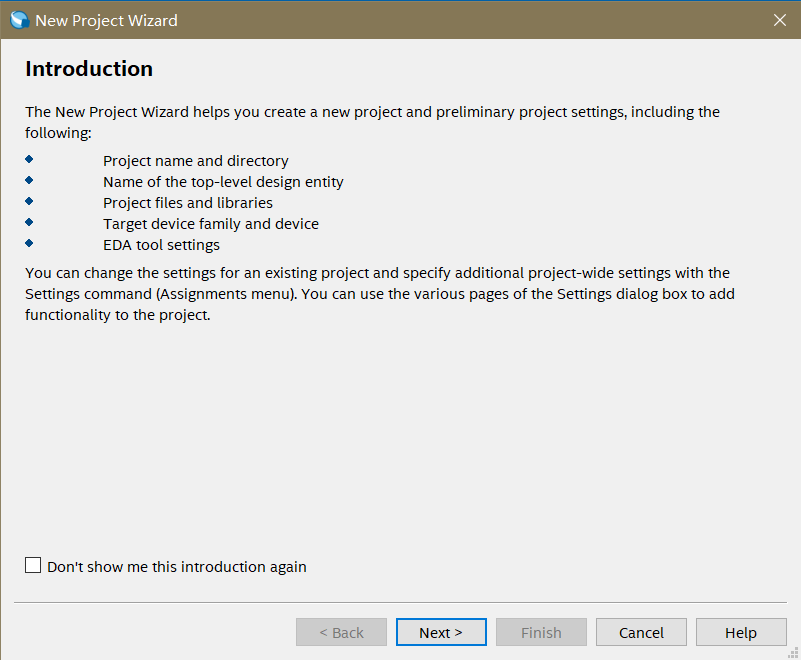 New Project Wizard
Introduction
The New Project Wizard helps you create a new project and preliminary project settings, including the
following:
Project name and directory
Name of the top-level design entity
Project files and libraries
Target device family and device
EDA tool settings
You can change the settings for an existing project and specify additional project-wide settings with the
Settings command (Assignments menu). You can use the various pages of the Settings dialog box to add
functionality to the project.
Don't show me this introduction again
< Back Next > Finish Cancel Help